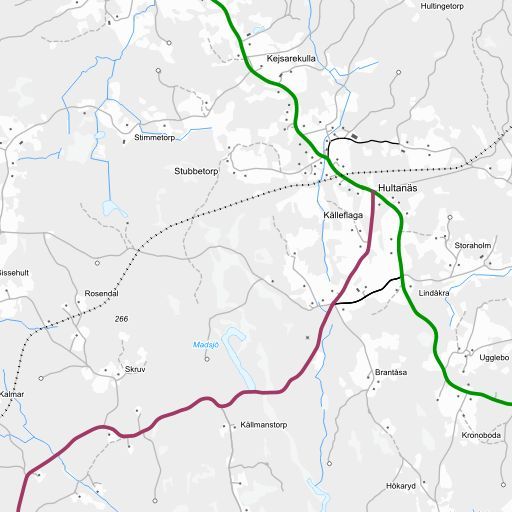 Hultingetorp
Kejsarekulla
Stimmetorp
Stubbetorp
Hultanäs
Källeflaga
Storaholm
Sissehult
Rosendal
Lindåkra
266
Madsjö
Ugglebo
Skruv
Brantåsa
Kalmar
Källmanstorp
Kronoboda
Hökaryd